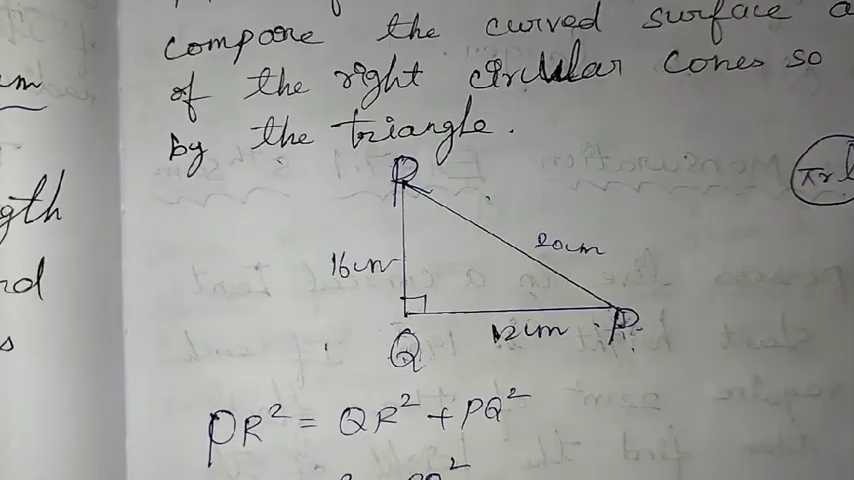 compare the curved surface a
of the right circular cones so
by the triangle.
R
16cm
20cm
12cm
Q
P
πrl
PR² = QR² + PQ²
m
gth